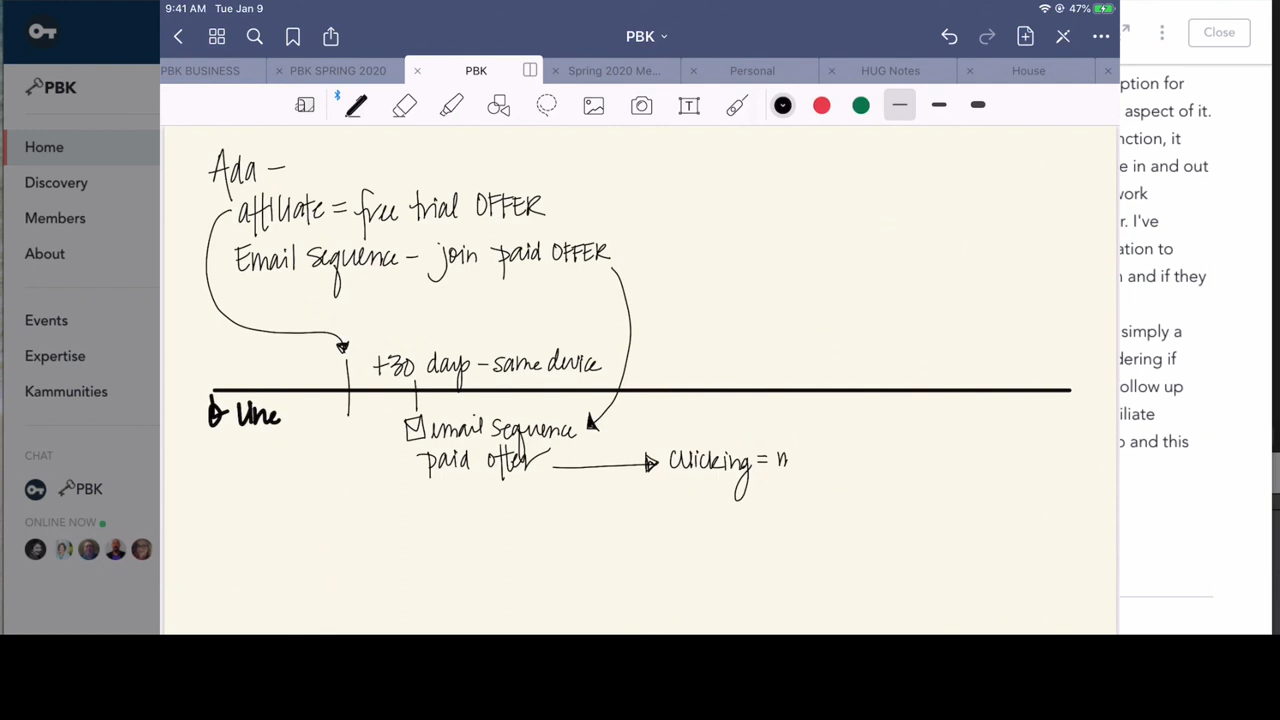 9:41 AM Tue Jan 9
47%
PBK
PBK BUSINESS
PBK SPRING 2020
PBK
Spring 2020 Me...
Personal
HUG Notes
House
Close
PBK
Home
Discovery
Members
About
Events
Expertise
Kammunities
CHAT
PBK
ONLINE NOW
Ada –
affiliate = free trial OFFER
Email sequence – join paid OFFER
+30 days – same device
Line
email sequence
paid offer
Clicking = n
ption for
aspect of it.
nction, it
e in and out
work
r. I've
ation to
n and if they
simply a
dering if
ollow up
iliate
o and this